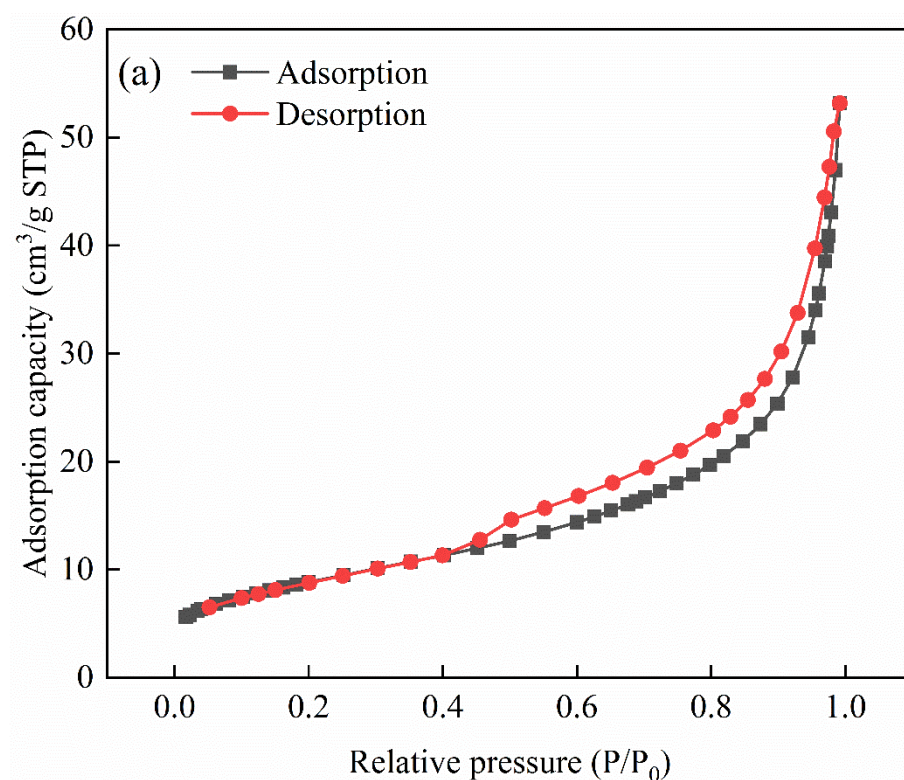 (a)
Adsorption
Desorption
Adsorption capacity (cm³/g STP)
60
50
40
30
20
10
0
0.0 0.2 0.4 0.6 0.8 1.0
Relative pressure (P/P₀)